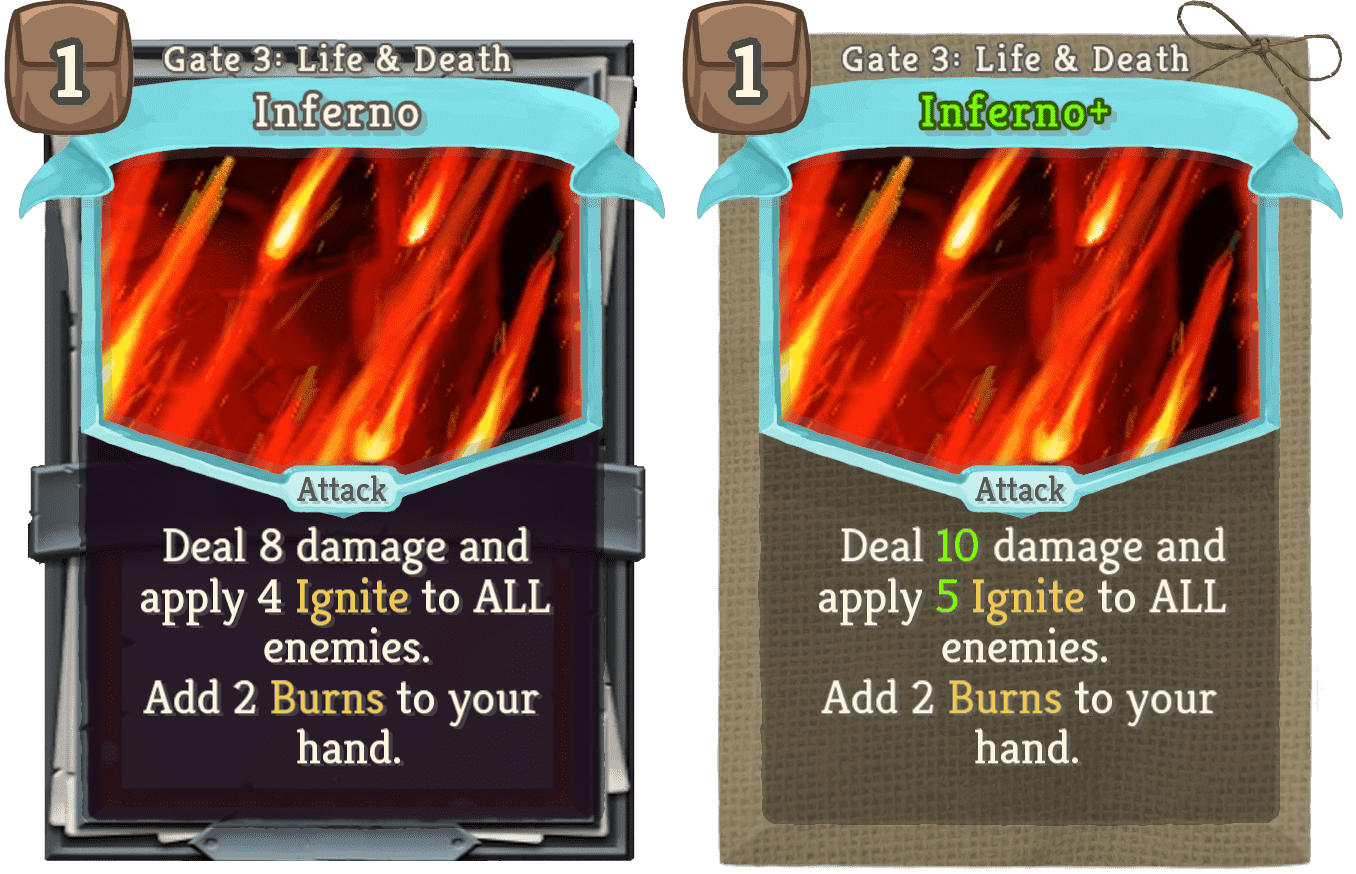 1
Gate 3: Life & Death
Inferno
Attack
Deal 8 damage and
apply 4 Ignite to ALL
enemies.
Add 2 Burns to your
hand.
1
Gate 3: Life & Death
Inferno+
Attack
Deal 10 damage and
apply 5 Ignite to ALL
enemies.
Add 2 Burns to your
hand.